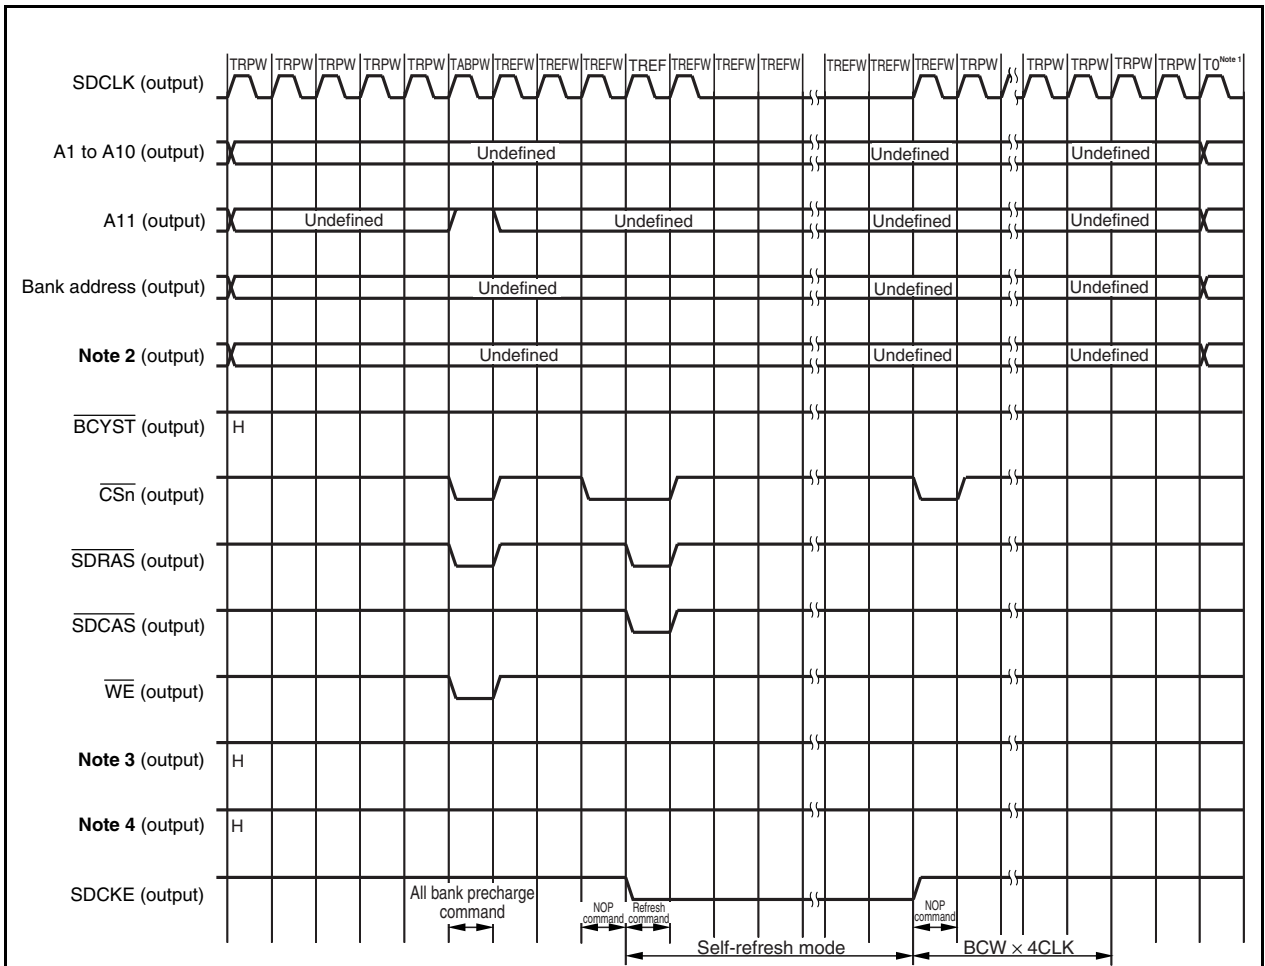 TRPW TRPW TRPW TRPW TRPW TABPW TREFW TREFW TREFW TREF TREFW TREFW TREFW TREFW TREFW TREFW TRPW TRPW TRPW TRPW TRPW T0 Note 1
SDCLK (output)
A1 to A10 (output) Undefined Undefined Undefined
A11 (output) Undefined Undefined Undefined Undefined
Bank address (output) Undefined Undefined Undefined
Note 2 (output) Undefined Undefined Undefined
BCYST (output) H
CSn (output)
SDRAS (output)
SDCAS (output)
WE (output)
Note 3 (output) H
Note 4 (output) H
SDCKE (output)
All bank precharge
command
NOP
command
Refresh
command
NOP
command
Self-refresh mode BCW × 4CLK